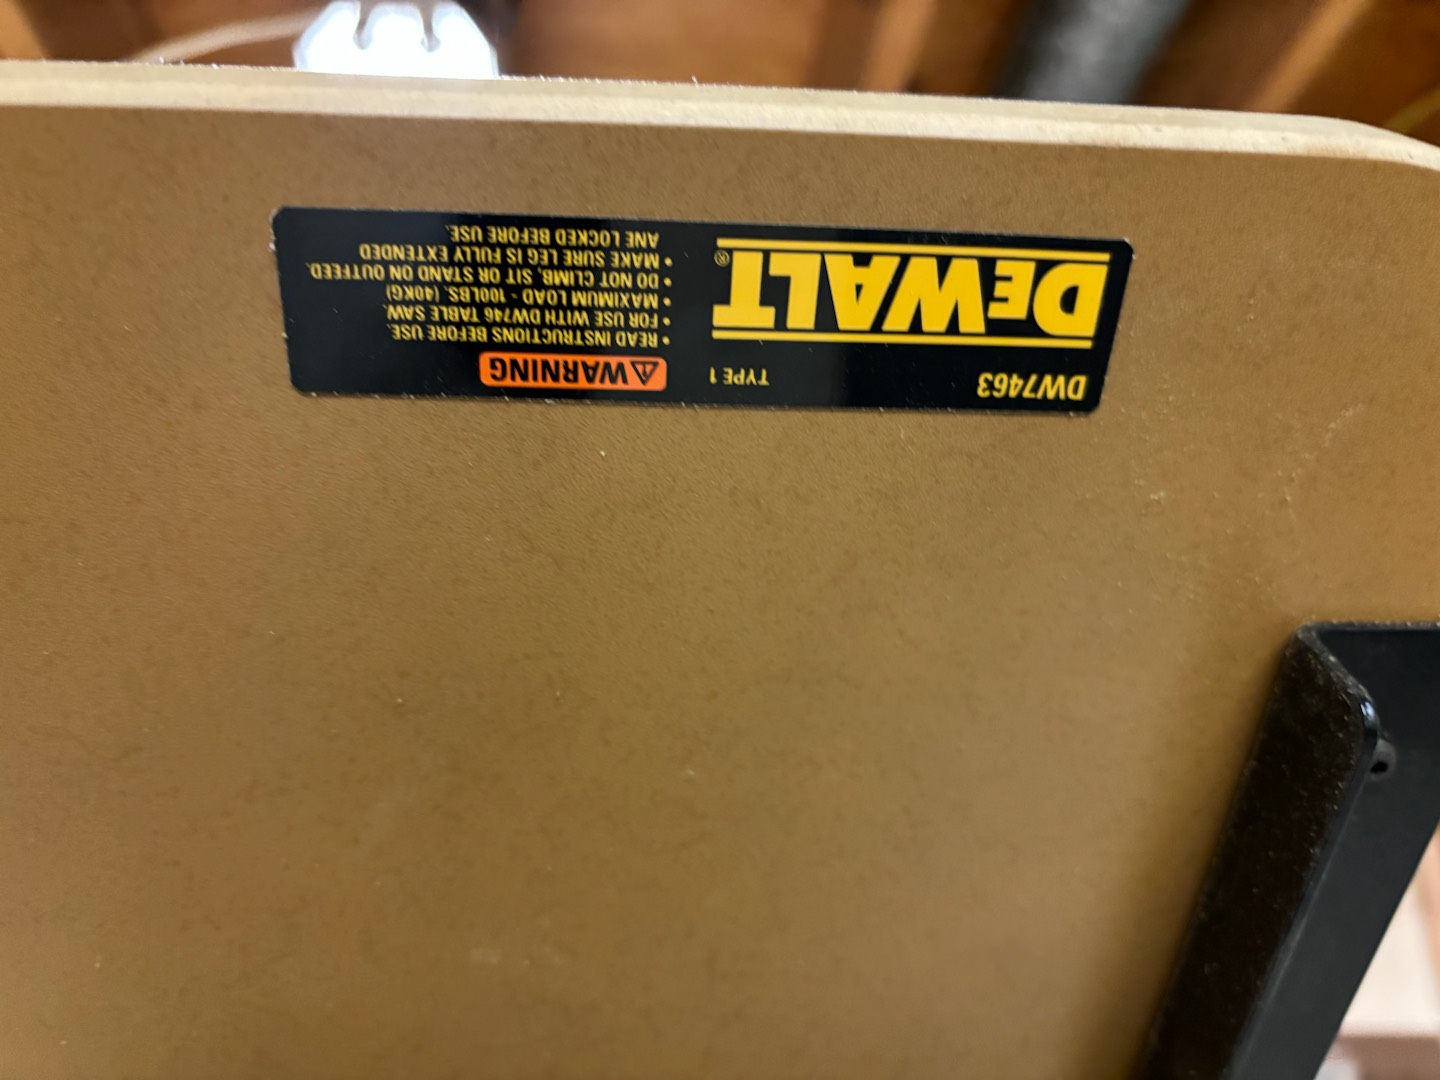 DW7463 TYPE 1
DEWALT®
WARNING
• READ INSTRUCTIONS BEFORE USE.
• FOR USE WITH DW746 TABLE SAW.
• MAXIMUM LOAD - 100LBS. (40KG)
• DO NOT CLIMB, SIT OR STAND ON OUTFEED.
• MAKE SURE LEG IS FULLY EXTENDED
ANE LOCKED BEFORE USE.